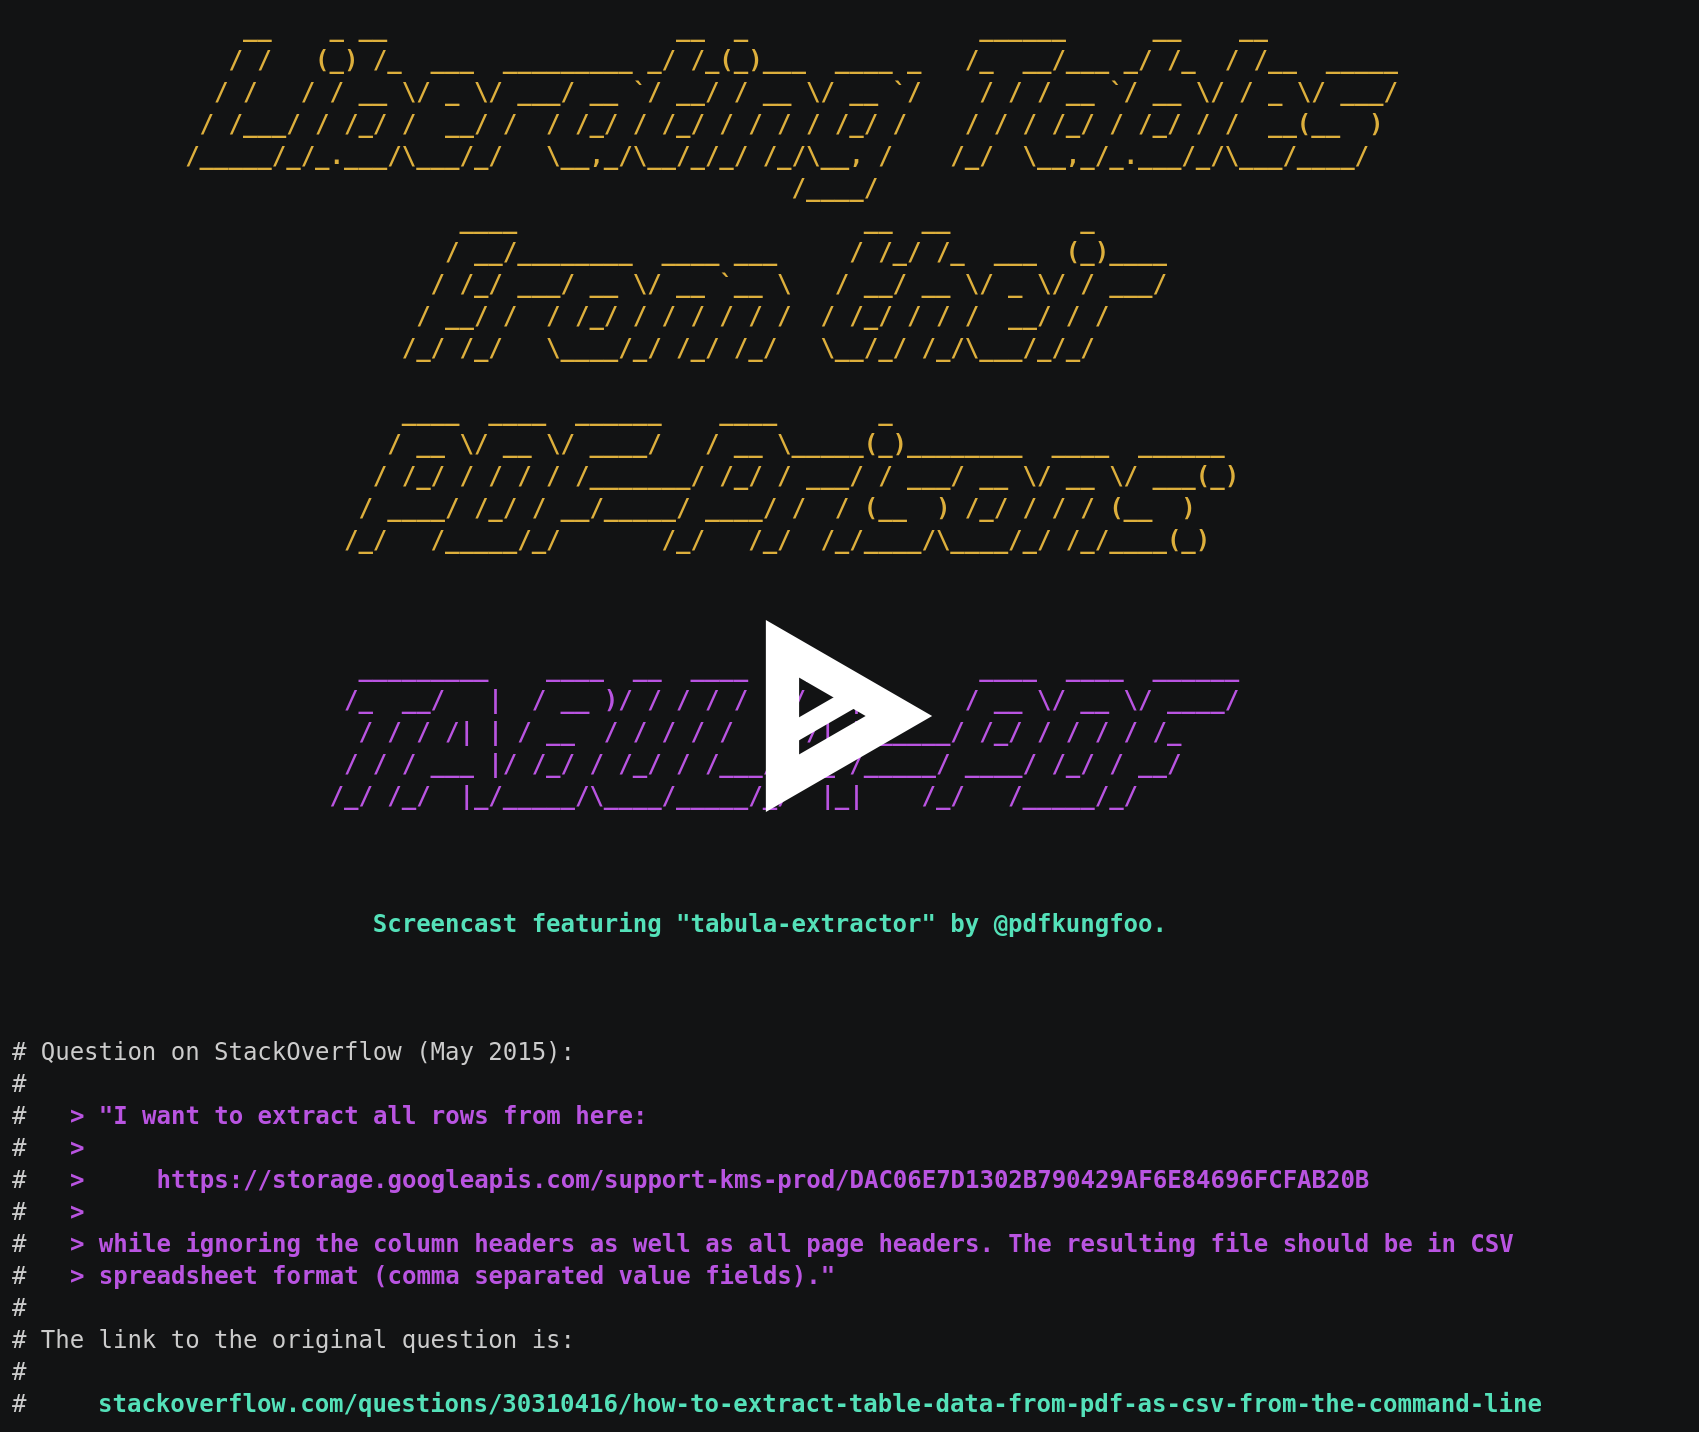 Liberating Tables
from their
PDF-Prisons:
TABULA-PDF
Screencast featuring "tabula-extractor" by @pdfkungfoo.
# Question on StackOverflow (May 2015):
#
# > "I want to extract all rows from here:
# >
# > https://storage.googleapis.com/support-kms-prod/DAC06E7D1302B790429AF6E84696FCFAB20B
# >
# > while ignoring the column headers as well as all page headers. The resulting file should be in CSV
# > spreadsheet format (comma separated value fields)."
#
# The link to the original question is:
#
# stackoverflow.com/questions/30310416/how-to-extract-table-data-from-pdf-as-csv-from-the-command-line